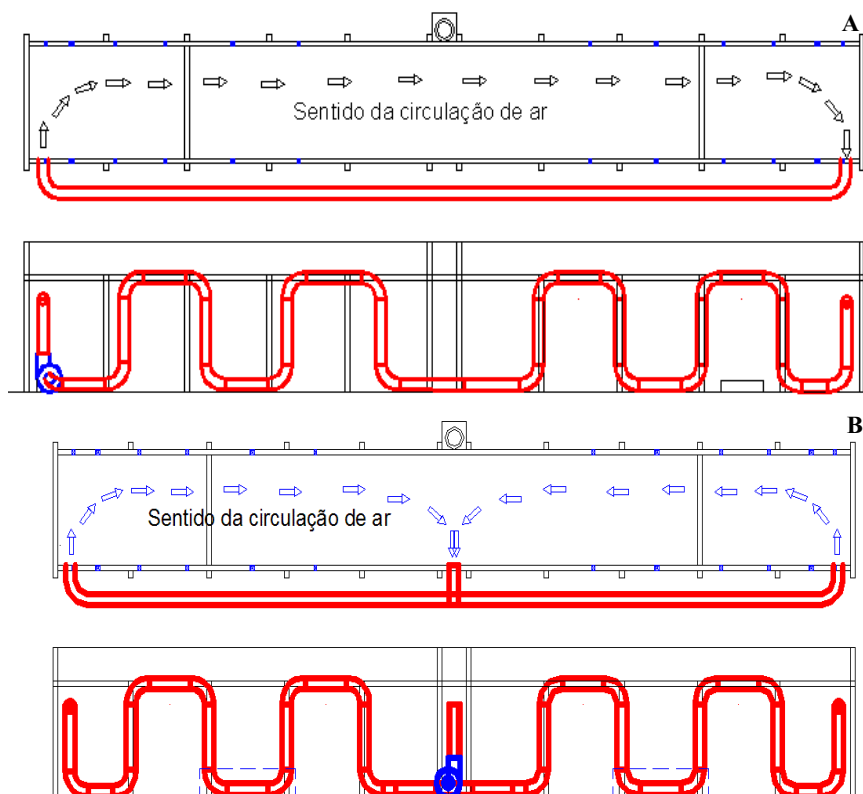 A
Sentido da circulação de ar
B
Sentido da circulação de ar